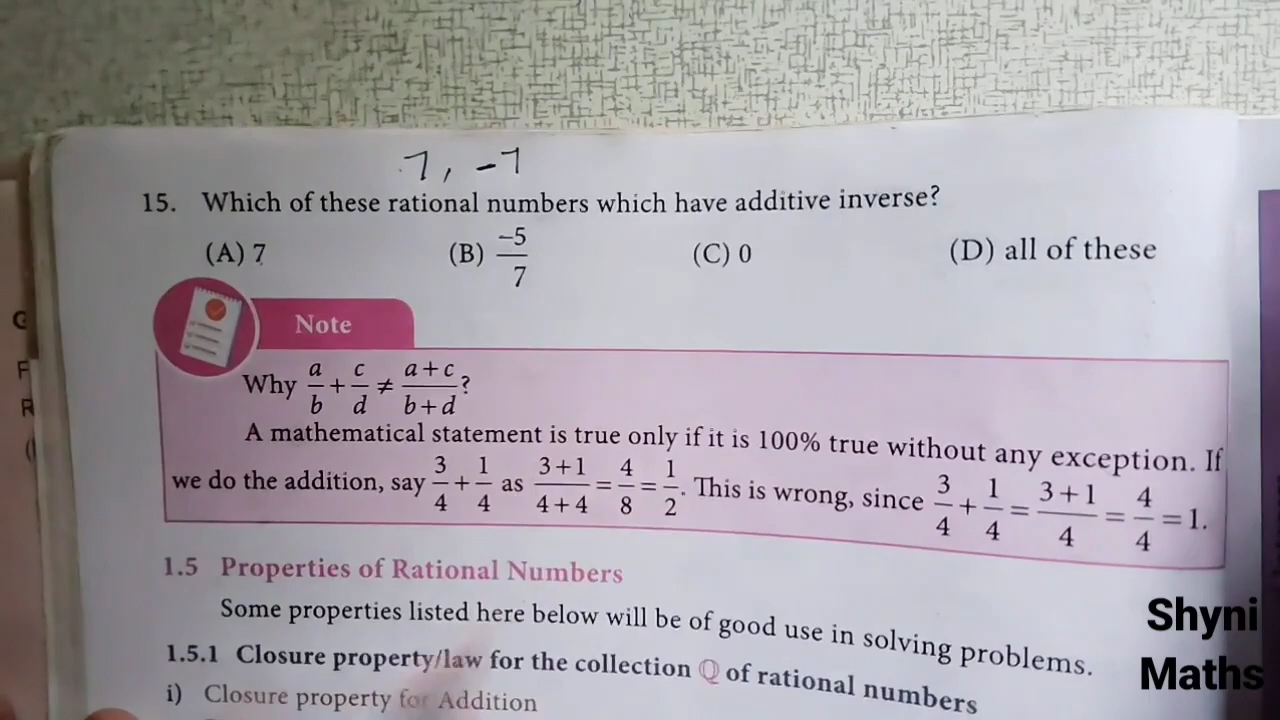 7, -7
15. Which of these rational numbers which have additive inverse?
(A) 7 (B) -5/7 (C) 0 (D) all of these
Note
Why a/b + c/d ≠ a+c/b+d?
A mathematical statement is true only if it is 100% true without any exception. If
we do the addition, say 3/4 + 1/4 as 3+1/4+4 = 4/8 = 1/2. This is wrong, since 3/4 + 1/4 = 3+1/4 = 4/4 = 1.
1.5 Properties of Rational Numbers
Some properties listed here below will be of good use in solving problems.
1.5.1 Closure property/law for the collection ℚ of rational numbers
i) Closure property for Addition
Shyni
Maths
G
F
R
(